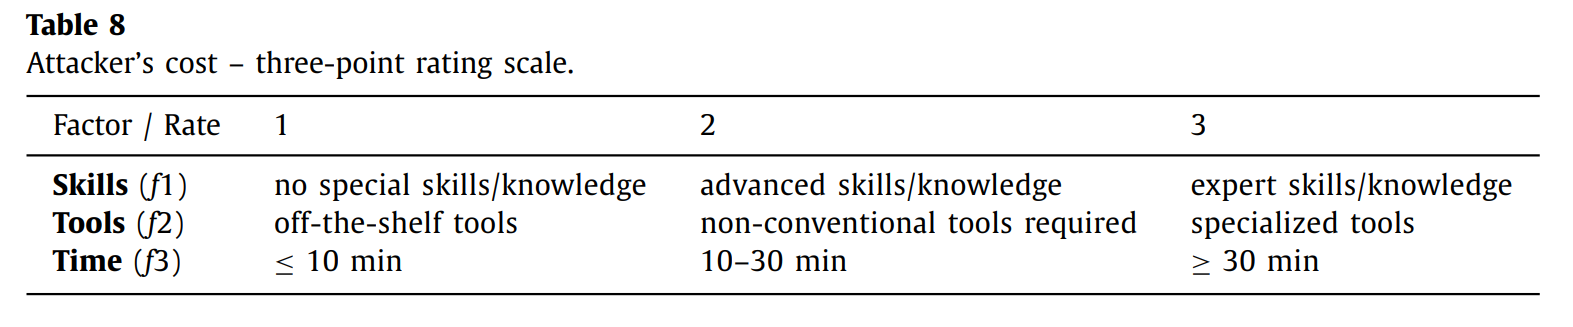 Table 8
Attacker’s cost – three-point rating scale.
Factor / Rate 1 2 3
Skills (f1) no special skills/knowledge advanced skills/knowledge expert skills/knowledge
Tools (f2) off-the-shelf tools non-conventional tools required specialized tools
Time (f3) ≤ 10 min 10–30 min ≥ 30 min